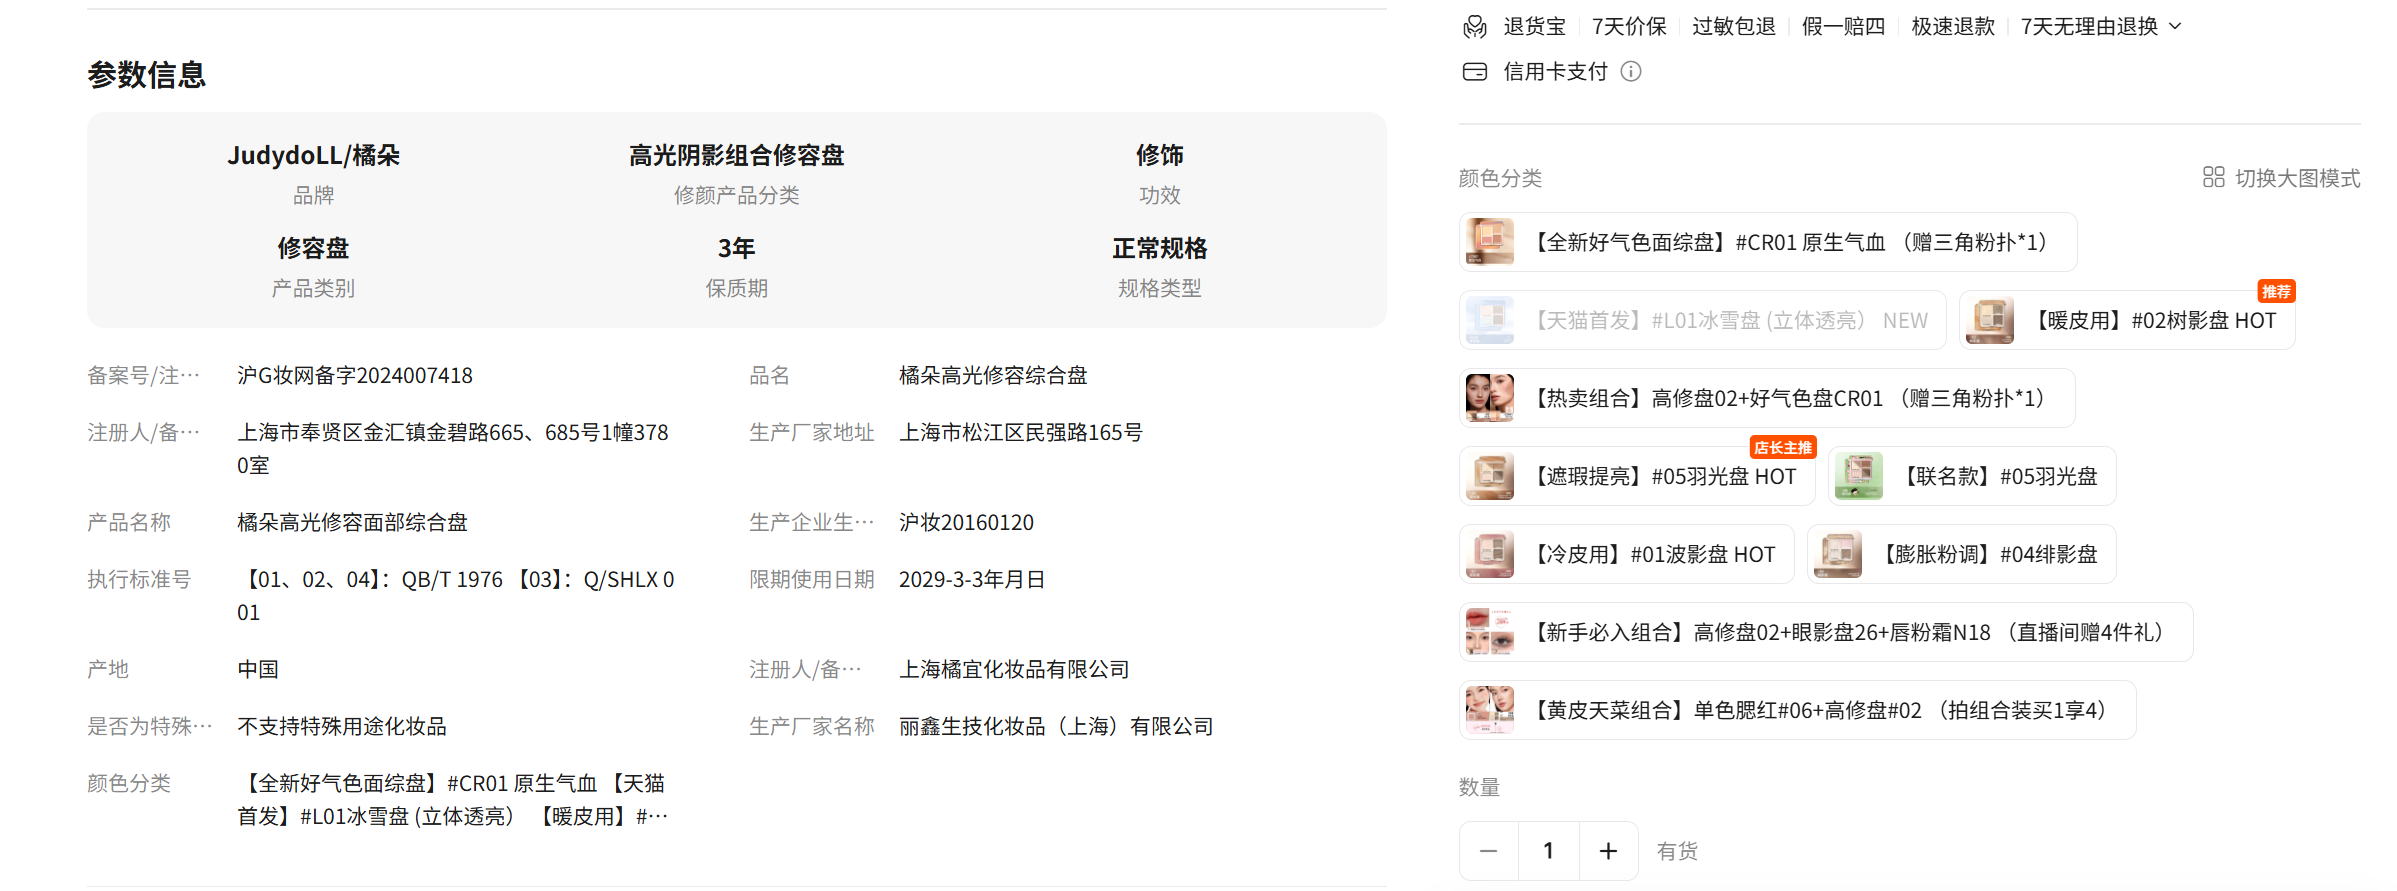 参数信息
JudydoLL/橘朵
品牌
高光阴影组合修容盘
修颜产品分类
修饰
功效
修容盘
产品类别
3年
保质期
正常规格
规格类型
备案号/注…
沪G妆网备字2024007418
品名
橘朵高光修容综合盘
注册人/备…
上海市奉贤区金汇镇金碧路665、685号1幢378
0室
生产厂家地址
上海市松江区民强路165号
产品名称
橘朵高光修容面部综合盘
生产企业生…
沪妆20160120
执行标准号
【01、02、04】：QB/T 1976 【03】：Q/SHLX 0
01
限期使用日期
2029-3-3年月日
产地
中国
注册人/备…
上海橘宜化妆品有限公司
是否为特殊…
不支持特殊用途化妆品
生产厂家名称
丽鑫生技化妆品（上海）有限公司
颜色分类
【全新好气色面综盘】#CR01 原生气血 【天猫
首发】#L01冰雪盘 (立体透亮） 【暖皮用】#…
退货宝 7天价保 过敏包退 假一赔四 极速退款 7天无理由退换
信用卡支付
颜色分类
切换大图模式
【全新好气色面综盘】#CR01 原生气血 （赠三角粉扑*1）
【天猫首发】#L01冰雪盘 (立体透亮） NEW
推荐
【暖皮用】#02树影盘 HOT
【热卖组合】高修盘02+好气色盘CR01 （赠三角粉扑*1）
店长主推
【遮瑕提亮】#05羽光盘 HOT
【联名款】#05羽光盘
【冷皮用】#01波影盘 HOT
【膨胀粉调】#04绯影盘
【新手必入组合】高修盘02+眼影盘26+唇粉霜N18 （直播间赠4件礼）
【黄皮天菜组合】单色腮红#06+高修盘#02 （拍组合装买1享4）
数量
1
有货